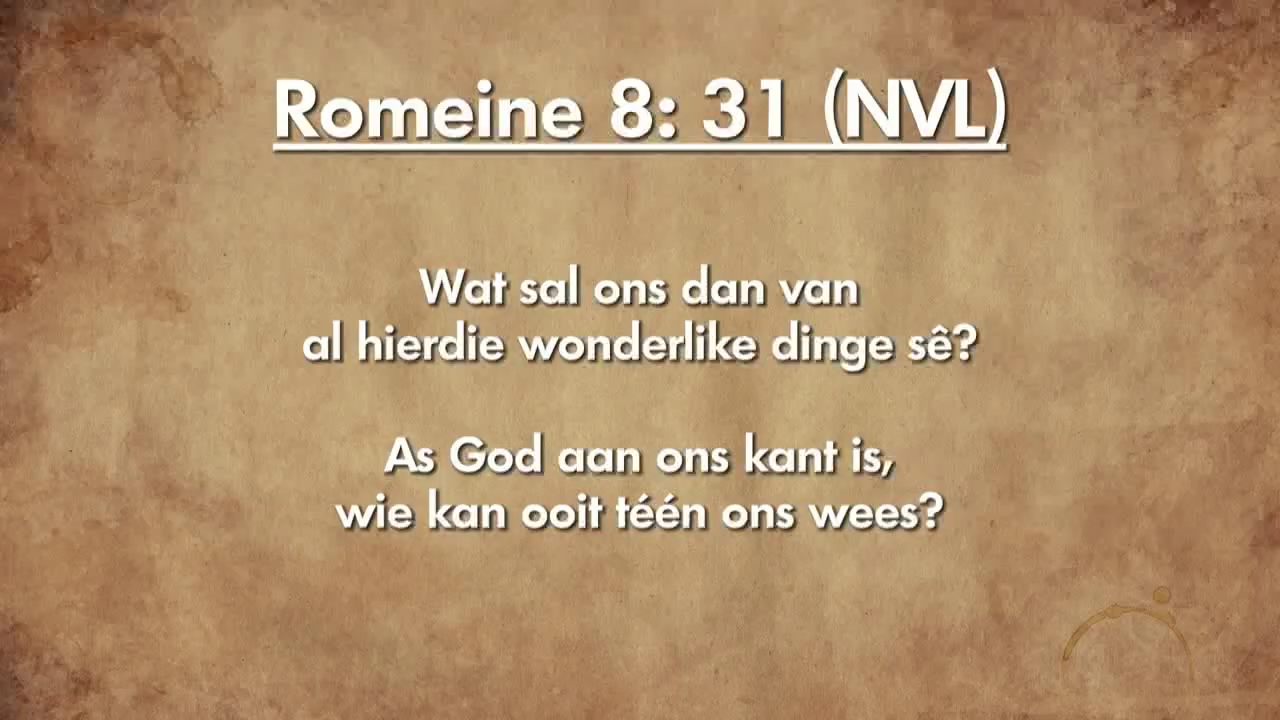 Romeine 8: 31 (NVL)
Wat sal ons dan van
al hierdie wonderlike dinge sê?
As God aan ons kant is,
wie kan ooit téén ons wees?